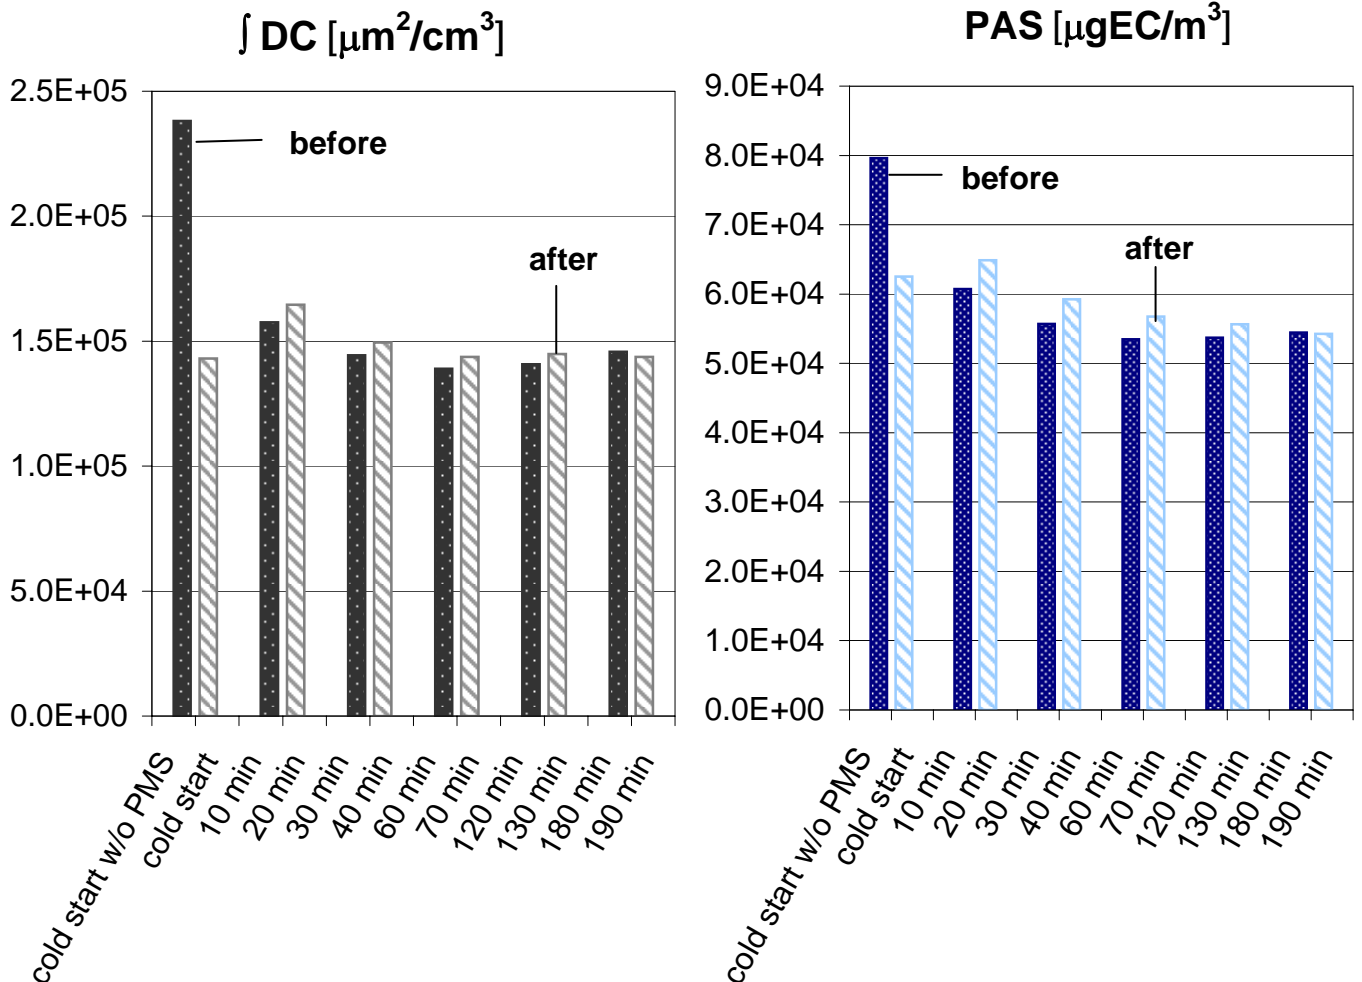 ∫ DC [μm²/cm³]
2.5E+05
2.0E+05
1.5E+05
1.0E+05
5.0E+04
0.0E+00
before
after
cold start w/o PMS
cold start
10 min
20 min
30 min
40 min
60 min
70 min
120 min
130 min
180 min
190 min
PAS [μgEC/m³]
9.0E+04
8.0E+04
7.0E+04
6.0E+04
5.0E+04
4.0E+04
3.0E+04
2.0E+04
1.0E+04
0.0E+00
before
after
cold start w/o PMS
cold start
10 min
20 min
30 min
40 min
60 min
70 min
120 min
130 min
180 min
190 min